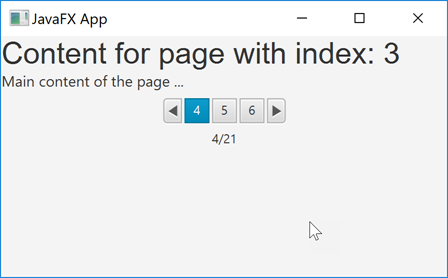 JavaFX App
Content for page with index: 3
Main content of the page ...
4 5 6
4/21